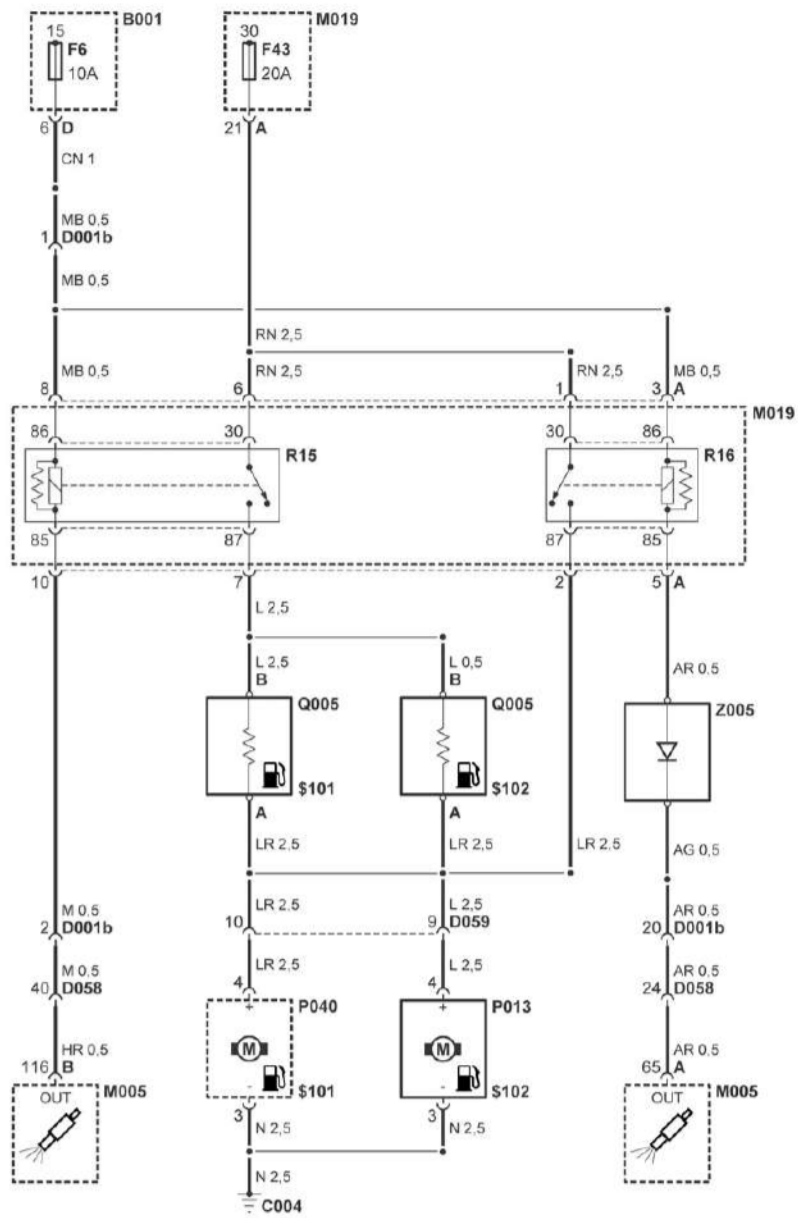 B001 M019
15 30
F6 F43
10A 20A
6 D 21 A
CN 1
MB 0,5
1 D001b
MB 0,5
RN 2,5
MB 0,5 RN 2,5 RN 2,5 MB 0,5
8 6 1 3 A
M019
86 30 30 86
R15 R16
85 87 87 85
10 7 2 5 A
L 2,5
L 2,5 L 0,5 AR 0,5
B B
Q005 Q005 Z005
$101 $102
A A
LR 2,5 LR 2,5 LR 2,5 AG 0,5
M 0,5 LR 2,5 L 2,5 AR 0,5
2 D001b 10 9 D059 20 D001b
M 0,5 LR 2,5 L 2,5 AR 0,5
40 D058 4 4 24 D058
+ P040 + P013
HR 0,5 M M AR 0,5
116 B 65 A
OUT M005 - $101 - $102 OUT M005
3 3
N 2,5 N 2,5
N 2,5
C004